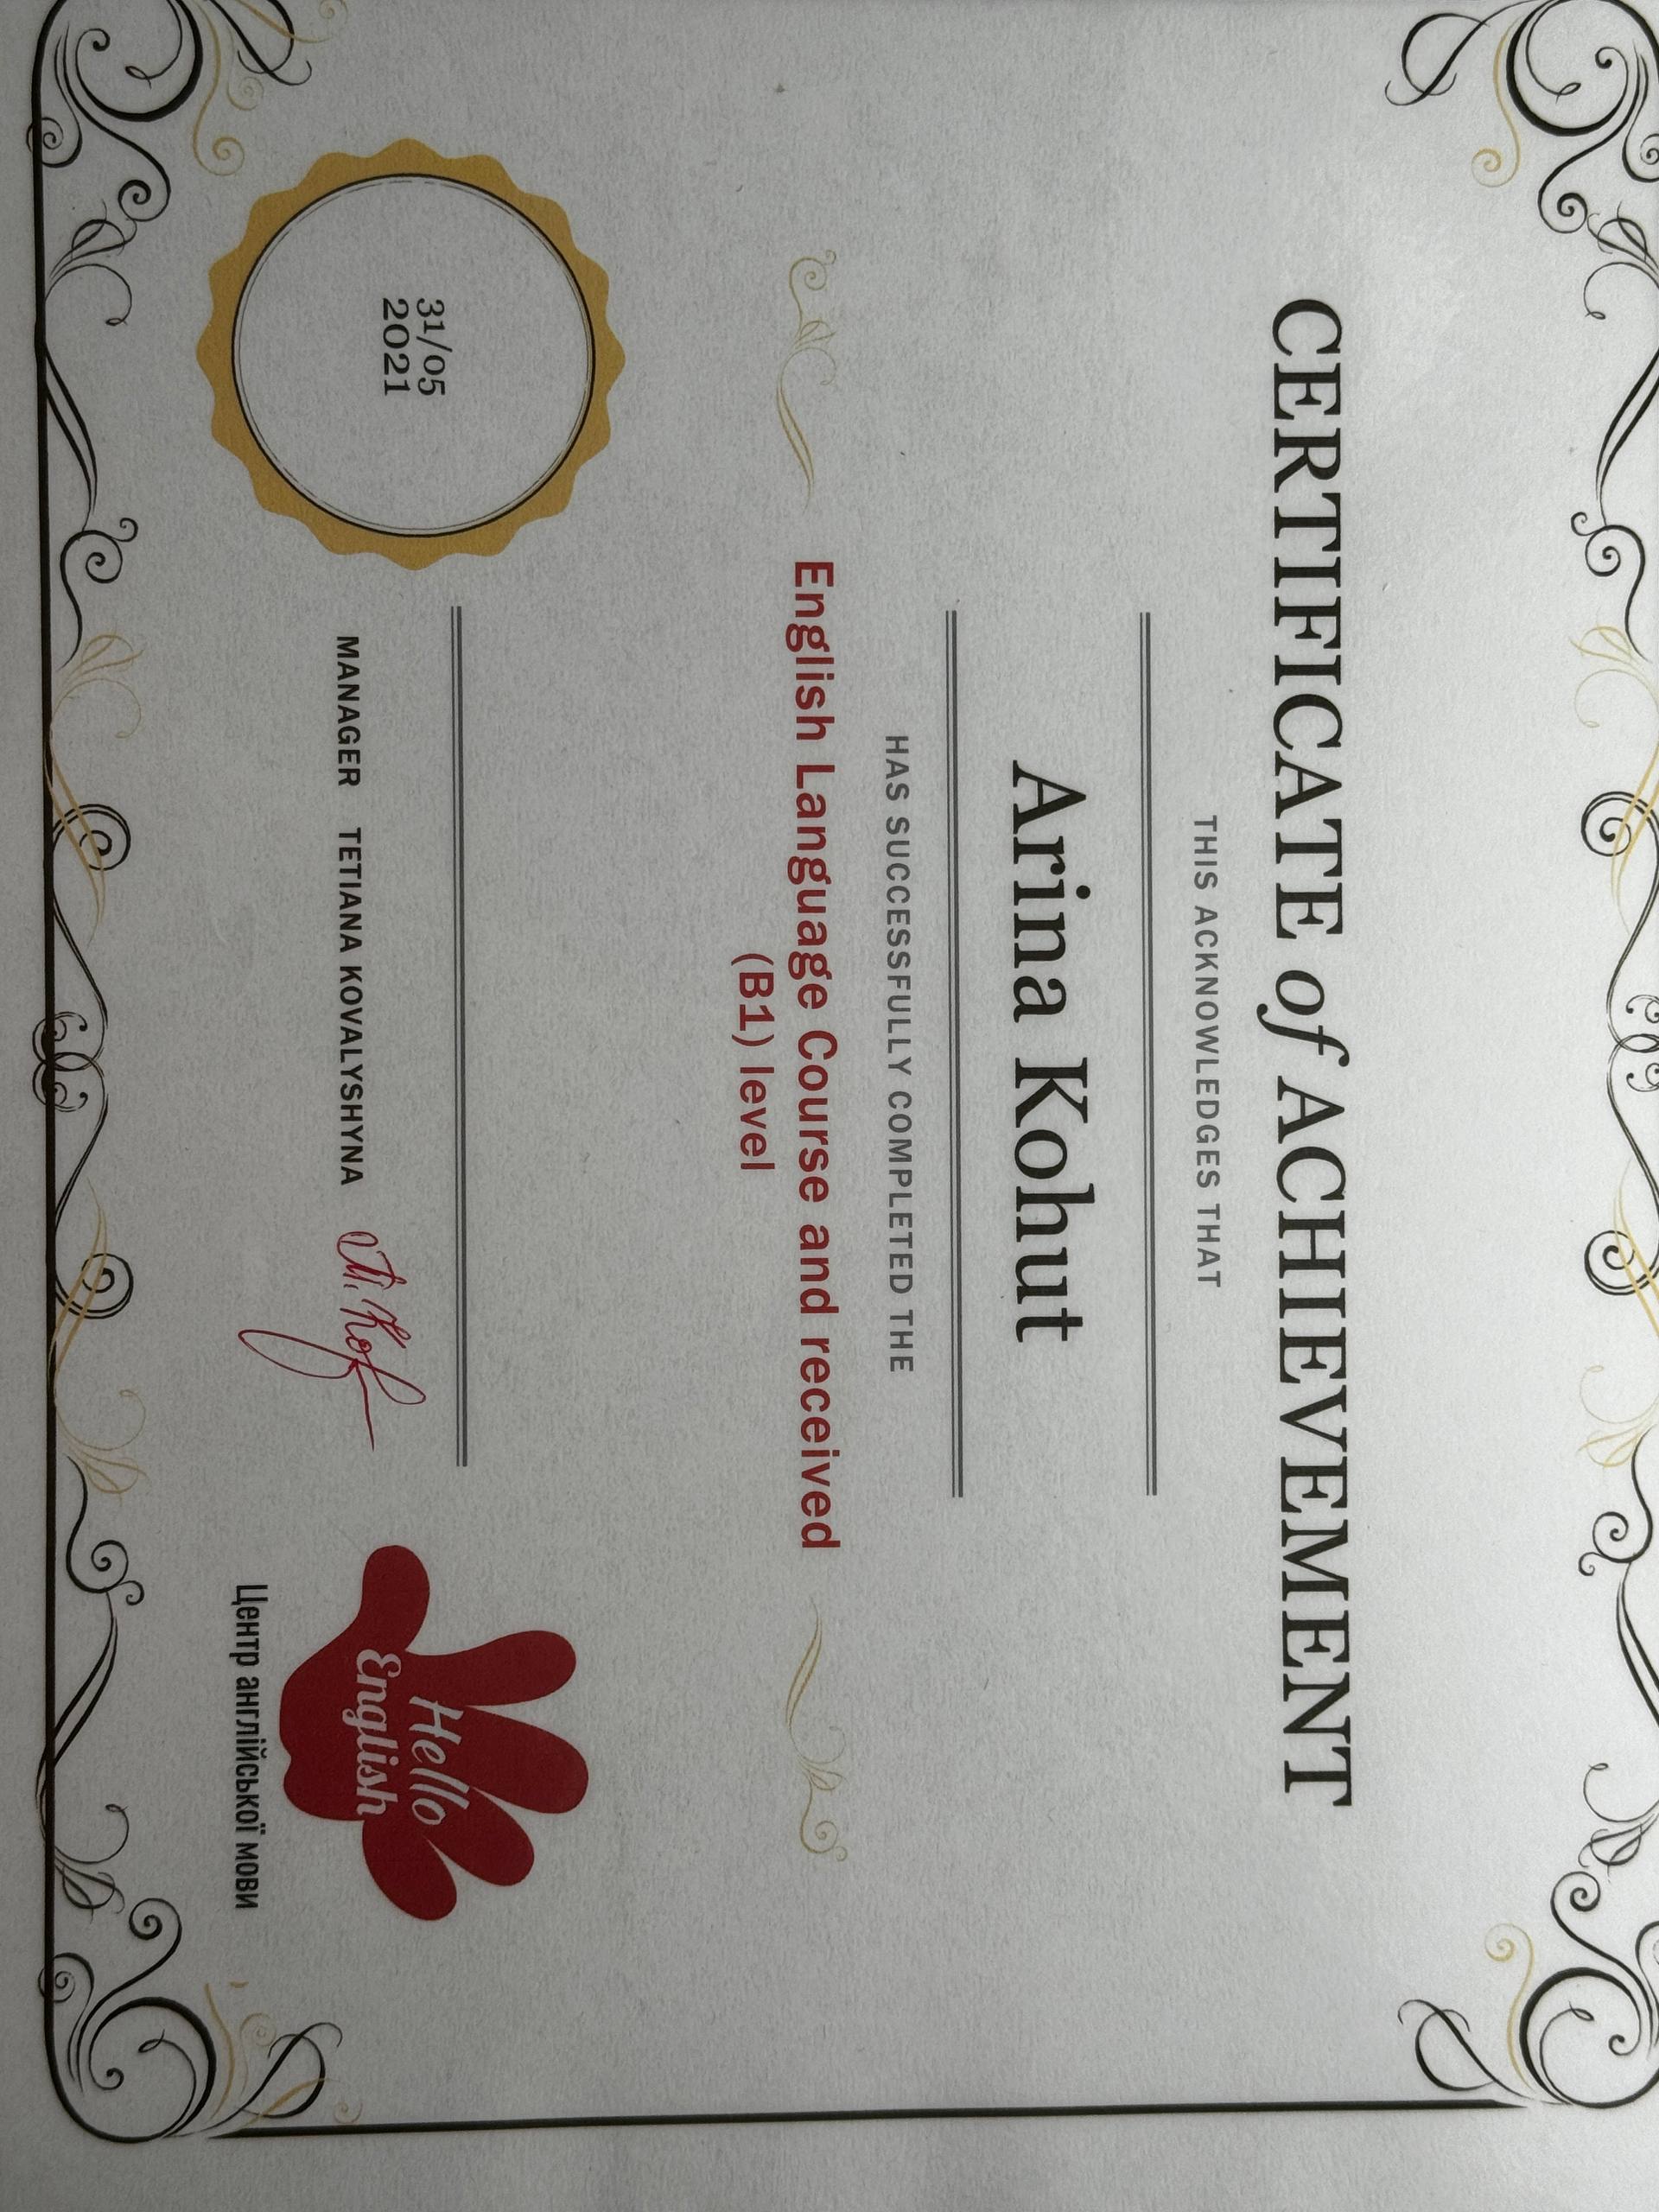 CERTIFICATE of ACHIEVEMENT
THIS ACKNOWLEDGES THAT
Arina Kohut
HAS SUCCESSFULLY COMPLETED THE
English Language Course and received
(B1) level
31/05
2021
MANAGER TETIANA KOVALYSHYNA
Hello
English
Центр англійської мови